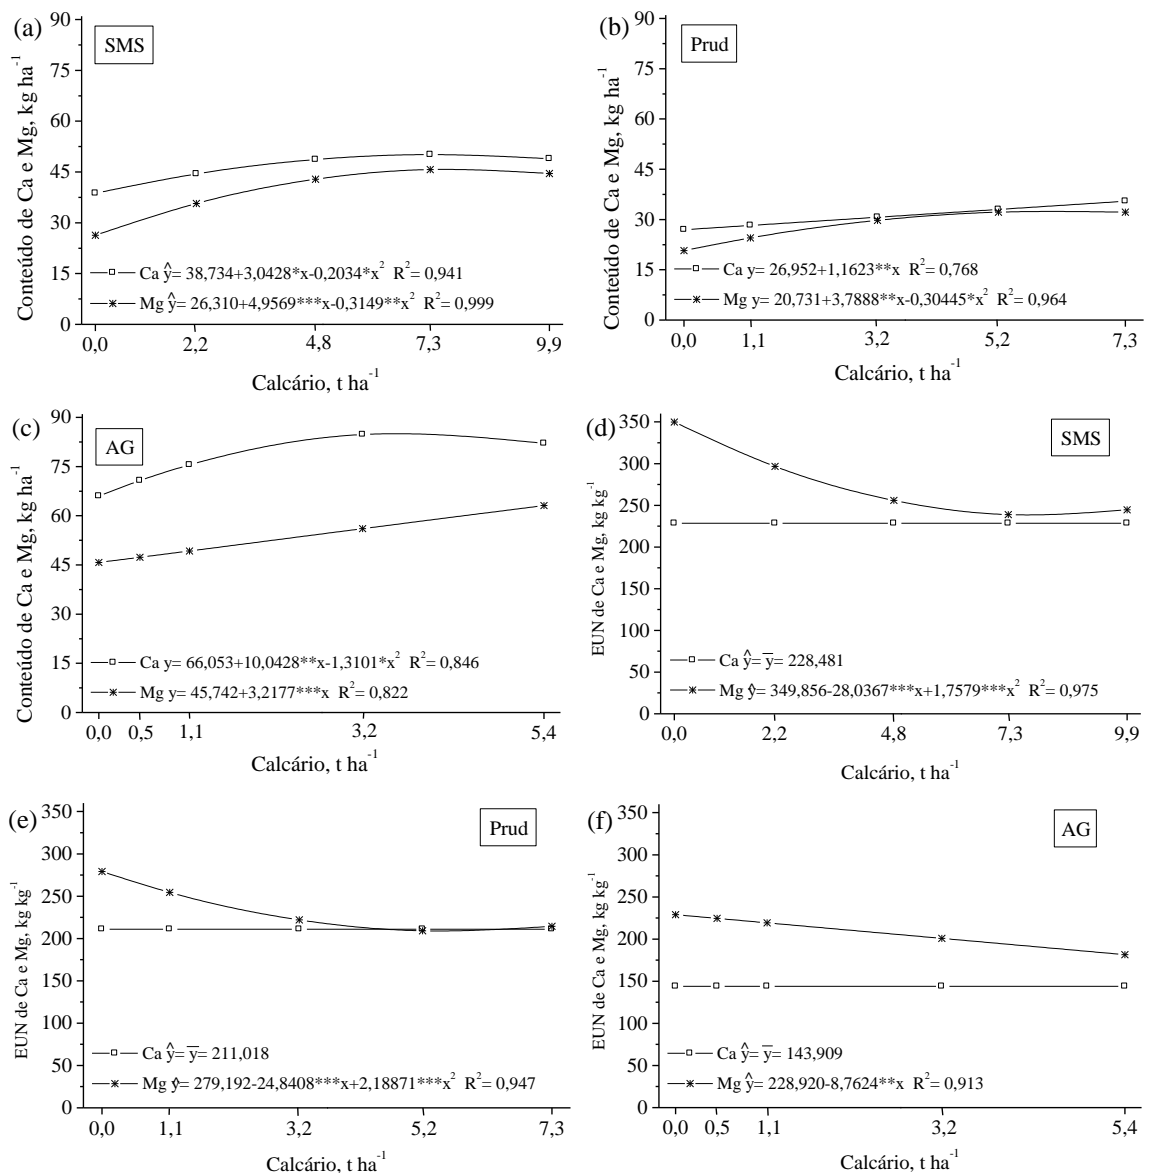 (a)
SMS
90
75
60
45
30
15
0
Conteúdo de Ca e Mg, kg ha⁻¹
Ca ŷ= 38,734+3,0428*x-0,2034*x² R²= 0,941
Mg ŷ= 26,310+4,9569***x-0,3149**x² R²= 0,999
0,0 2,2 4,8 7,3 9,9
Calcário, t ha⁻¹
(b)
Prud
90
75
60
45
30
15
0
Conteúdo de Ca e Mg, kg ha⁻¹
Ca y= 26,952+1,1623**x R²= 0,768
Mg y= 20,731+3,7888**x-0,30445*x² R²= 0,964
0,0 1,1 3,2 5,2 7,3
Calcário, t ha⁻¹
(c)
AG
90
75
60
45
30
15
0
Conteúdo de Ca e Mg, kg ha⁻¹
Ca y= 66,053+10,0428**x-1,3101*x² R²= 0,846
Mg y= 45,742+3,2177***x R²= 0,822
0,0 0,5 1,1 3,2 5,4
Calcário, t ha⁻¹
(d)
SMS
350
300
250
200
150
100
50
0
EUN de Ca e Mg, kg kg⁻¹
Ca ŷ= y̅= 228,481
Mg ŷ= 349,856-28,0367***x+1,7579***x² R²= 0,975
0,0 2,2 4,8 7,3 9,9
Calcário, t ha⁻¹
(e)
Prud
350
300
250
200
150
100
50
0
EUN de Ca e Mg, kg kg⁻¹
Ca ŷ= y̅= 211,018
Mg ŷ= 279,192-24,8408***x+2,18871***x² R²= 0,947
0,0 1,1 3,2 5,2 7,3
Calcário, t ha⁻¹
(f)
AG
350
300
250
200
150
100
50
0
EUN de Ca e Mg, kg kg⁻¹
Ca ŷ= y̅= 143,909
Mg ŷ= 228,920-8,7624**x R²= 0,913
0,0 0,5 1,1 3,2 5,4
Calcário, t ha⁻¹